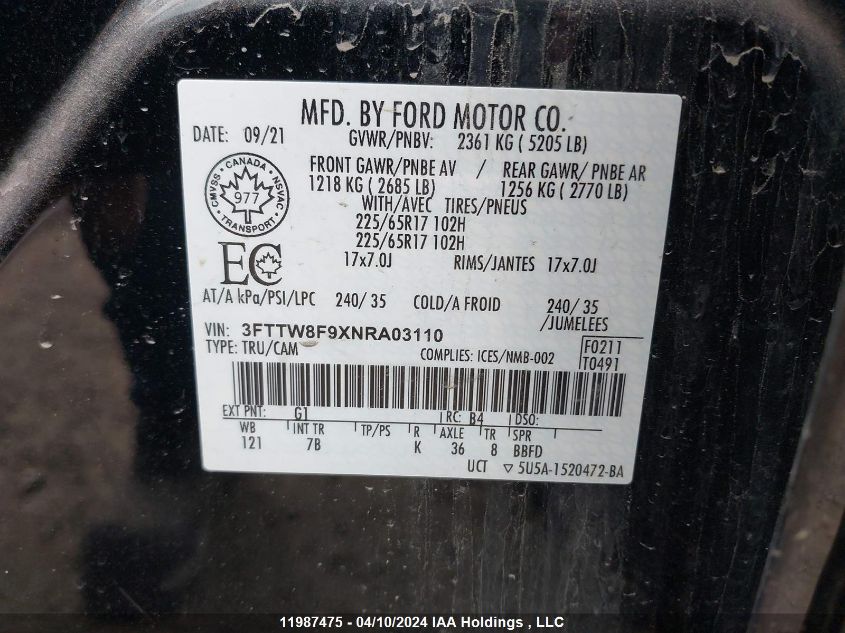 MFD. BY FORD MOTOR CO.
DATE: 09/21
GVWR/PNBV: 2361 KG ( 5205 LB)
FRONT GAWR/PNBE AV / REAR GAWR/ PNBE AR
1218 KG ( 2685 LB) 1256 KG ( 2770 LB)
WITH/AVEC TIRES/PNEUS
225/65R17 102H
225/65R17 102H
17x7.0J RIMS/JANTES 17x7.0J
CMVSS • CANADA • NSVAC • TRANSPORT •
977
EC
AT/A kPa/PSI/LPC 240/ 35 COLD/A FROID 240/ 35
/JUMELEES
VIN: 3FTTW8F9XNRA03110
TYPE: TRU/CAM COMPLIES: ICES/NMB-002
F0211
T0491
EXT PNT: G1 RC: B4 DSO:
WB INT TR TP/PS R AXLE TR SPR
121 7B K 36 8 BBFD
UCT ▽ 5U5A-1520472-BA
11987475 - 04/10/2024 IAA Holdings , LLC